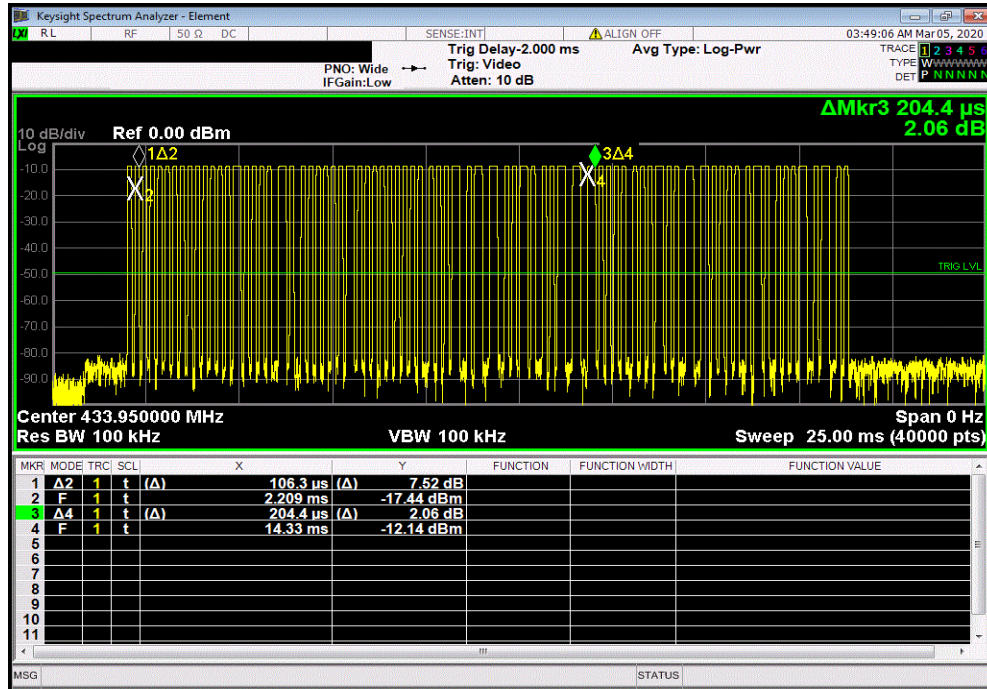 Keysight Spectrum Analyzer - Element
LXI RL RF 50 Ω DC SENSE:INT ALIGN OFF 03:49:06 AM Mar 05, 2020
Trig Delay-2.000 ms Avg Type: Log-Pwr TRACE 1 2 3 4 5 6
PNO: Wide Trig: Video TYPE WWWWWW
IFGain:Low Atten: 10 dB DET P N N N N N
ΔMkr3 204.4 µs
10 dB/div Ref 0.00 dBm 2.06 dB
Log
1Δ2 3Δ4
-10.0
4
-20.0 2
-30.0
-40.0
-50.0 TRIG LVL
-60.0
-70.0
-80.0
-90.0
Center 433.950000 MHz Span 0 Hz
Res BW 100 kHz VBW 100 kHz Sweep 25.00 ms (40000 pts)
MKR MODE TRC SCL X Y FUNCTION FUNCTION WIDTH FUNCTION VALUE
1 Δ2 1 t (Δ) 106.3 µs (Δ) 7.52 dB
2 F 1 t 2.209 ms -17.44 dBm
3 Δ4 1 t (Δ) 204.4 µs (Δ) 2.06 dB
4 F 1 t 14.33 ms -12.14 dBm
5
6
7
8
9
10
11
MSG STATUS